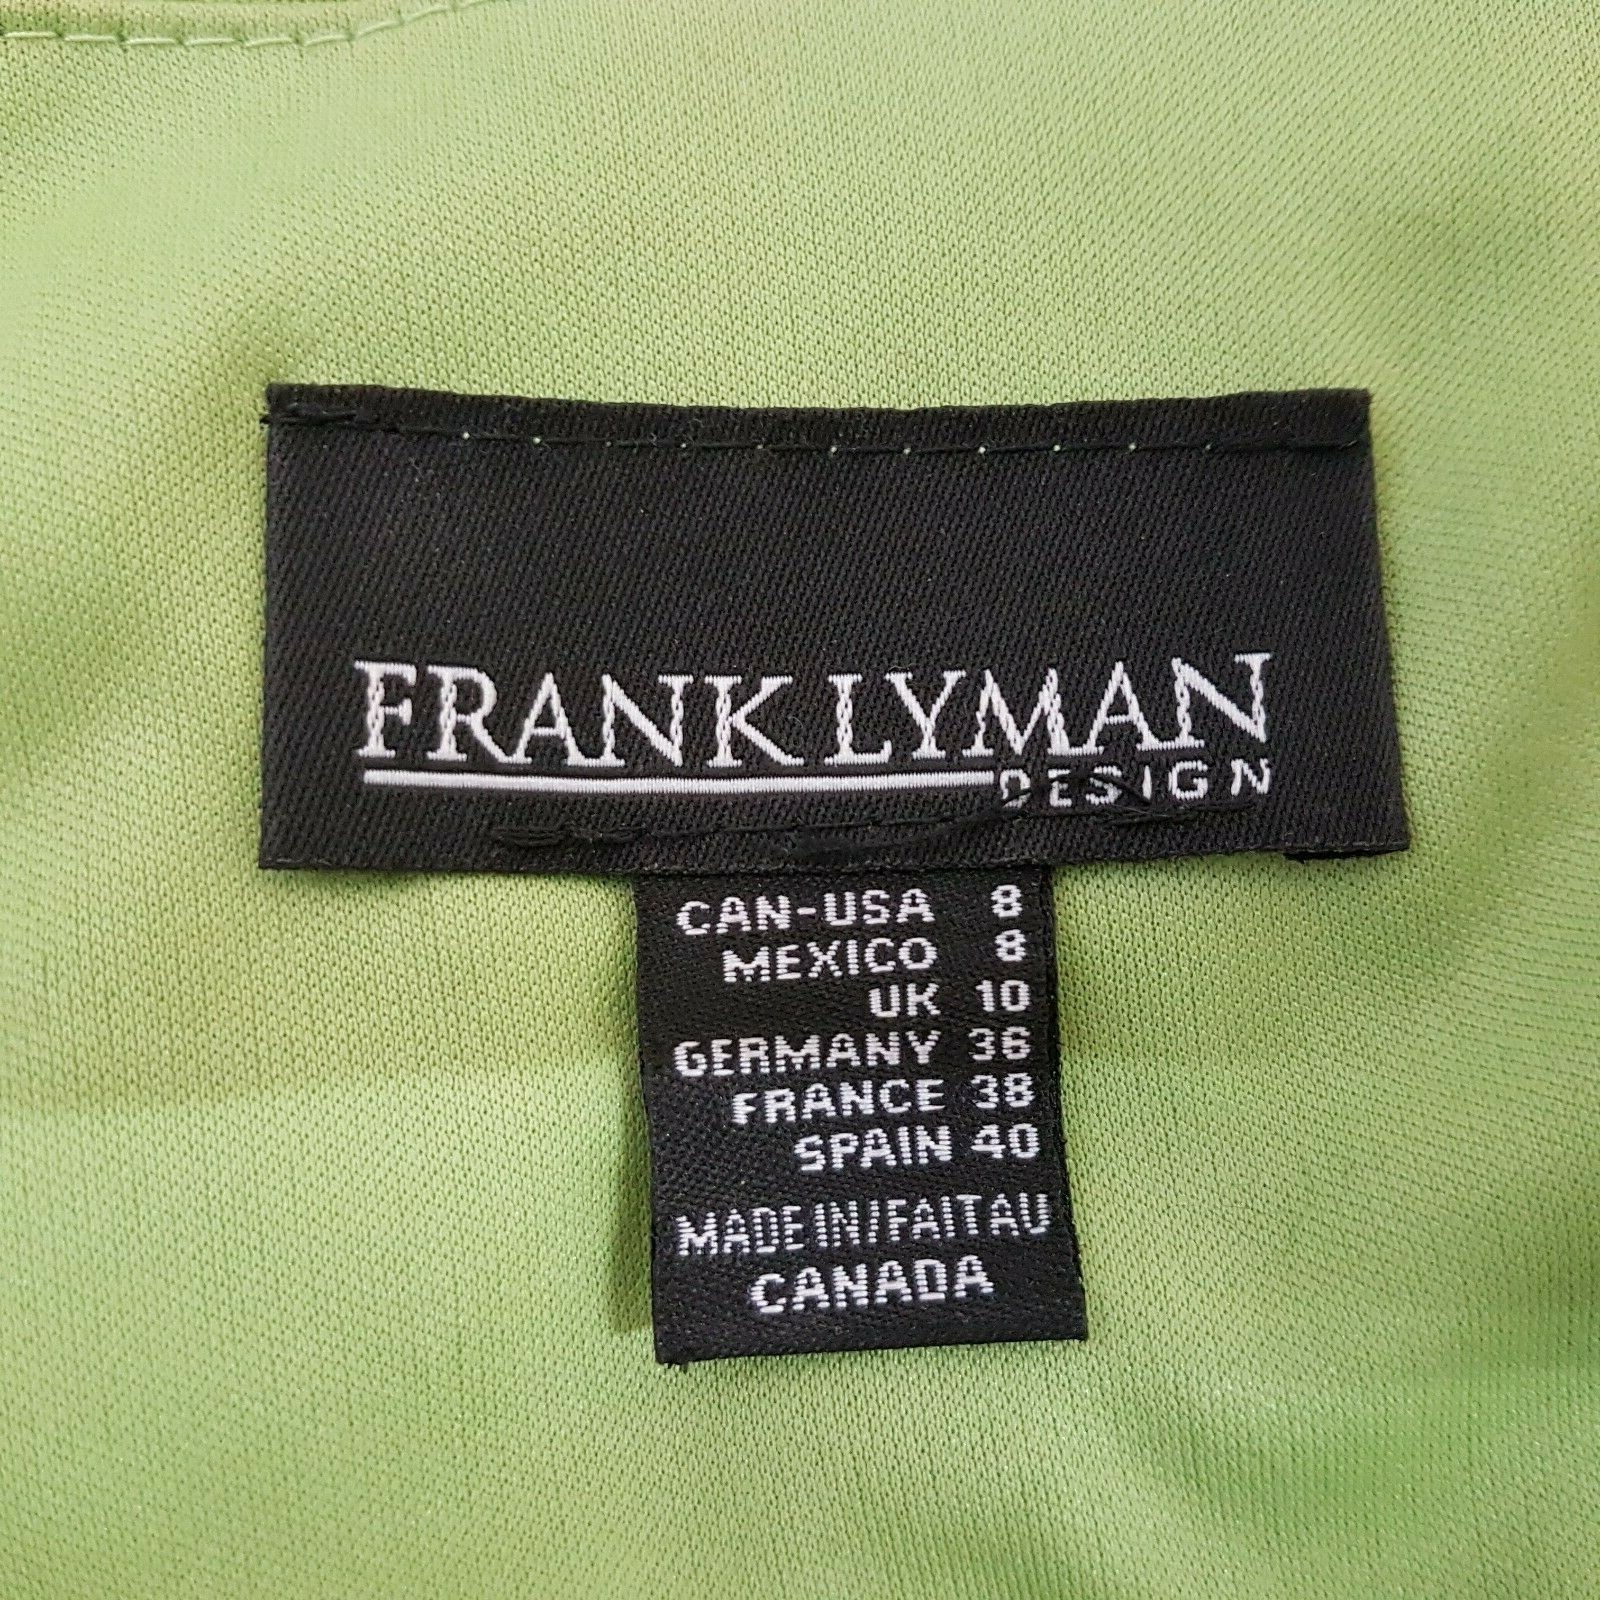 FRANK LYMAN
DESIGN
CAN-USA 8
MEXICO 8
UK 10
GERMANY 36
FRANCE 38
SPAIN 40
MADE IN/FAIT AU
CANADA